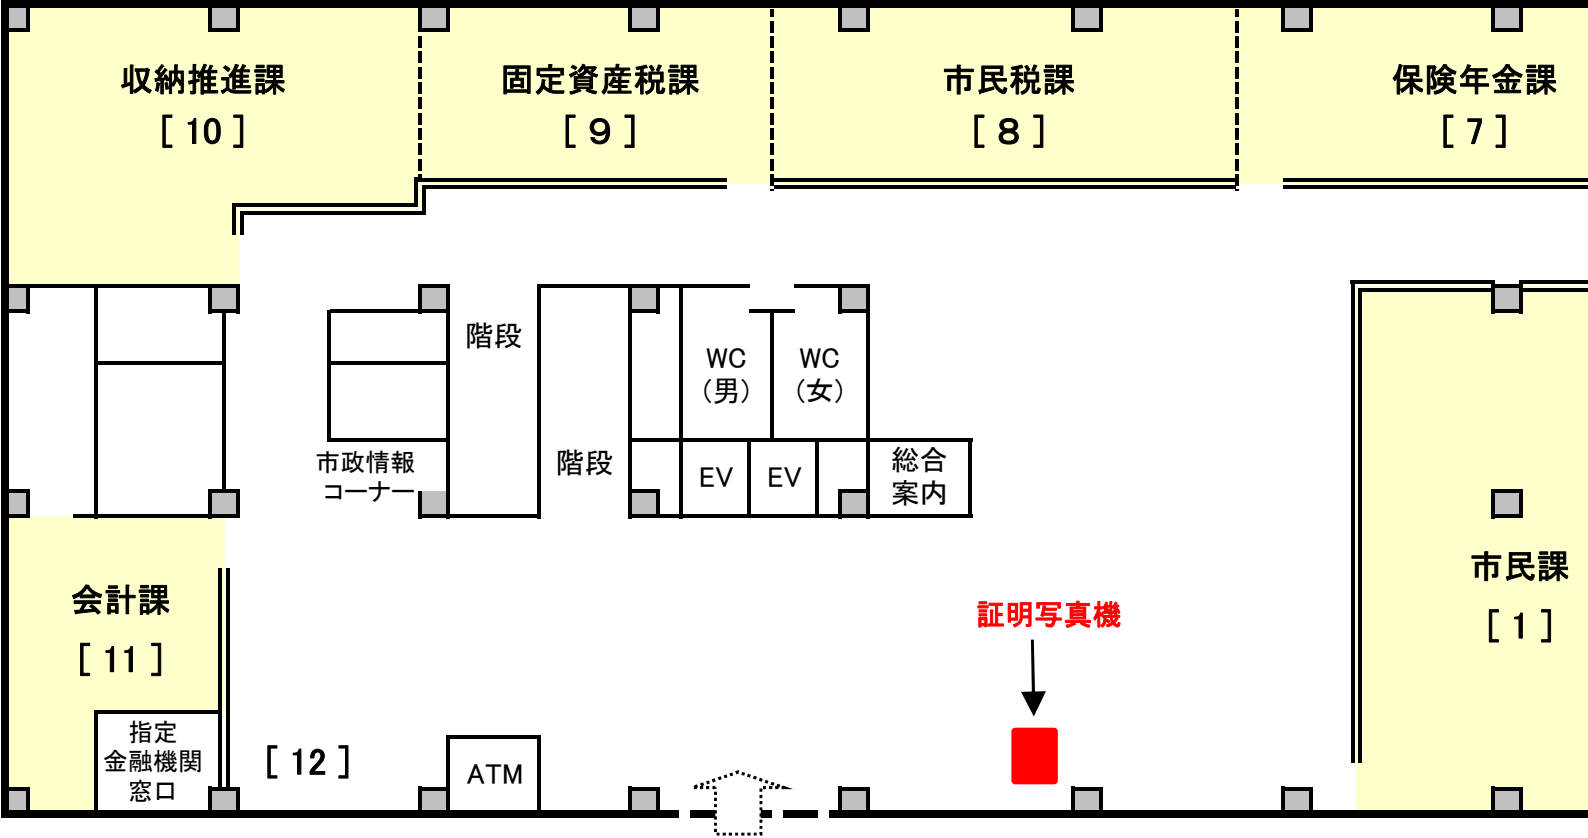 収納推進課
[ 10 ]
固定資産税課
[ 9 ]
市民税課
[ 8 ]
保険年金課
[ 7 ]
階段
WC
(男)
WC
(女)
市政情報
コーナー
階段
EV
EV
総合
案内
会計課
[ 11 ]
市民課
[ 1 ]
証明写真機
指定
金融機関
窓口
[ 12 ]
ATM